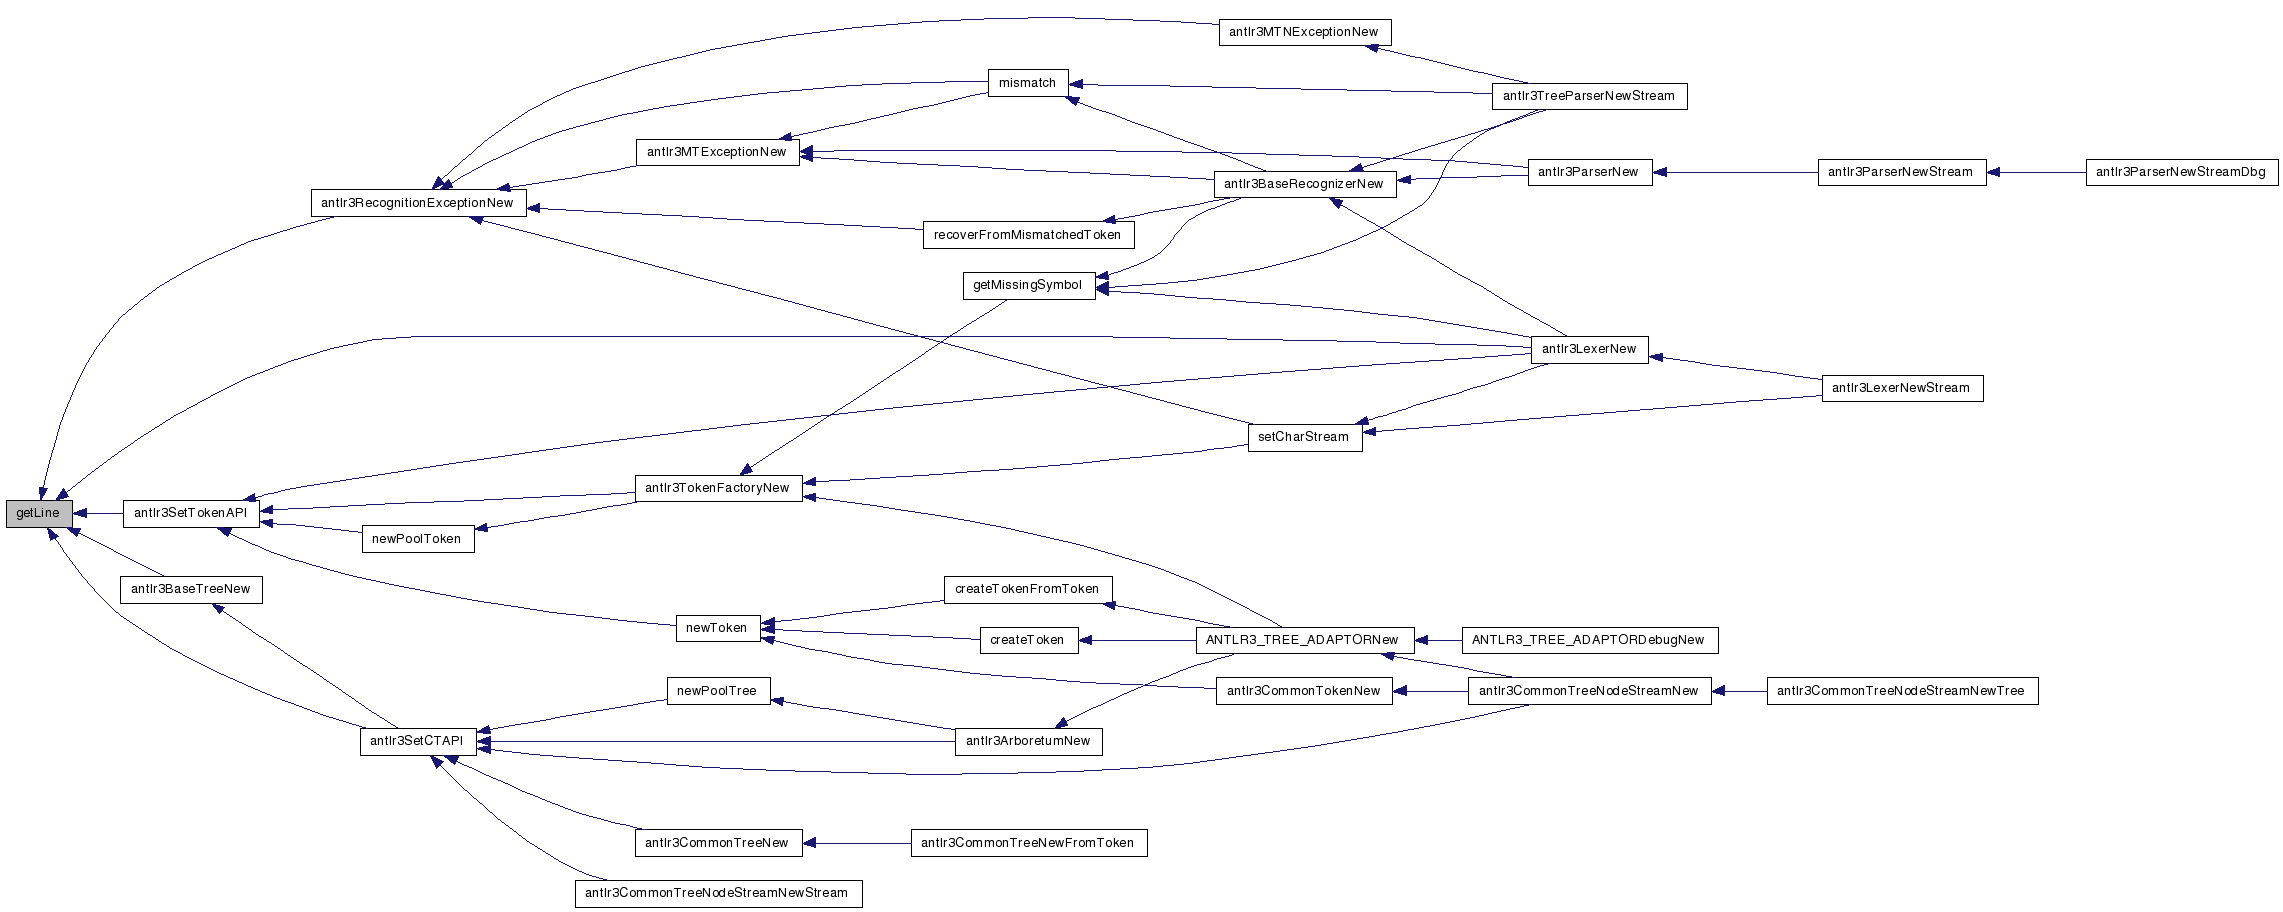 antlr3MTNExceptionNew
mismatch
antlr3TreeParserNewStream
antlr3MTExceptionNew
antlr3ParserNew
antlr3ParserNewStream
antlr3ParserNewStreamDbg
antlr3BaseRecognizerNew
antlr3RecognitionExceptionNew
recoverFromMismatchedToken
getMissingSymbol
antlr3LexerNew
antlr3LexerNewStream
setCharStream
antlr3TokenFactoryNew
getLine
antlr3SetTokenAPI
newPoolToken
antlr3BaseTreeNew
createTokenFromToken
newToken
createToken
ANTLR3_TREE_ADAPTORNew
ANTLR3_TREE_ADAPTORDebugNew
newPoolTree
antlr3CommonTokenNew
antlr3CommonTreeNodeStreamNew
antlr3CommonTreeNodeStreamNewTree
antlr3SetCTAPI
antlr3ArboretumNew
antlr3CommonTreeNew
antlr3CommonTreeNewFromToken
antlr3CommonTreeNodeStreamNewStream